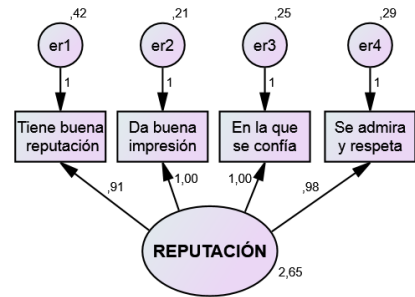 ,42
,21
,25
,29
er1
er2
er3
er4
1
1
1
1
Tiene buena
reputación
Da buena
impresión
En la que
se confía
Se admira
y respeta
,91
1,00
1,00
,98
REPUTACIÓN
2,65